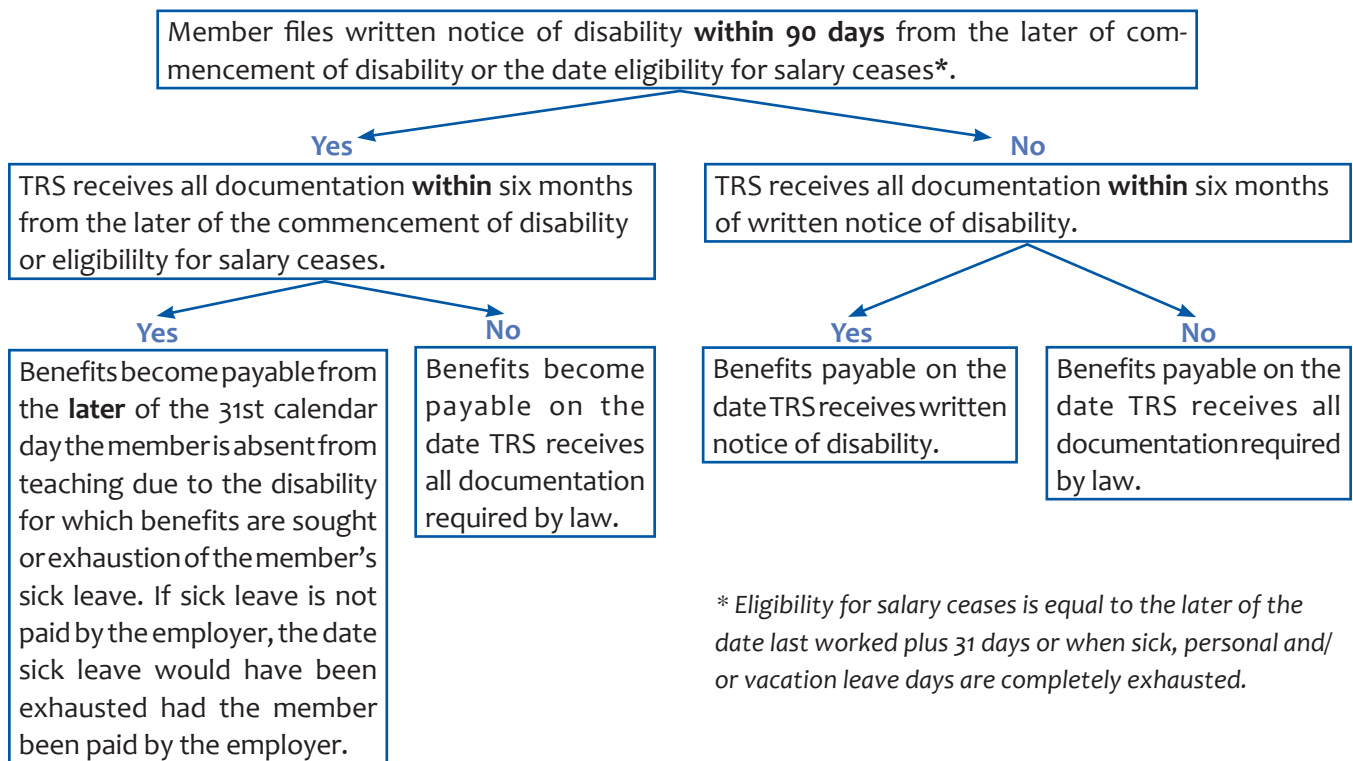 Member files written notice of disability within 90 days from the later of com-
mencement of disability or the date eligibility for salary ceases*.
Yes
No
TRS receives all documentation within six months
from the later of the commencement of disability
or eligibililty for salary ceases.
TRS receives all documentation within six months
of written notice of disability.
Yes
No
Yes
No
Benefits become payable from
the later of the 31st calendar
day the member is absent from
teaching due to the disability
for which benefits are sought
or exhaustion of the member's
sick leave. If sick leave is not
paid by the employer, the date
sick leave would have been
exhausted had the member
been paid by the employer.
Benefits become
payable on the
date TRS receives
all documentation
required by law.
Benefits payable on the
date TRS receives written
notice of disability.
Benefits payable on the
date TRS receives all
documentation required
by law.
* Eligibility for salary ceases is equal to the later of the
date last worked plus 31 days or when sick, personal and/
or vacation leave days are completely exhausted.